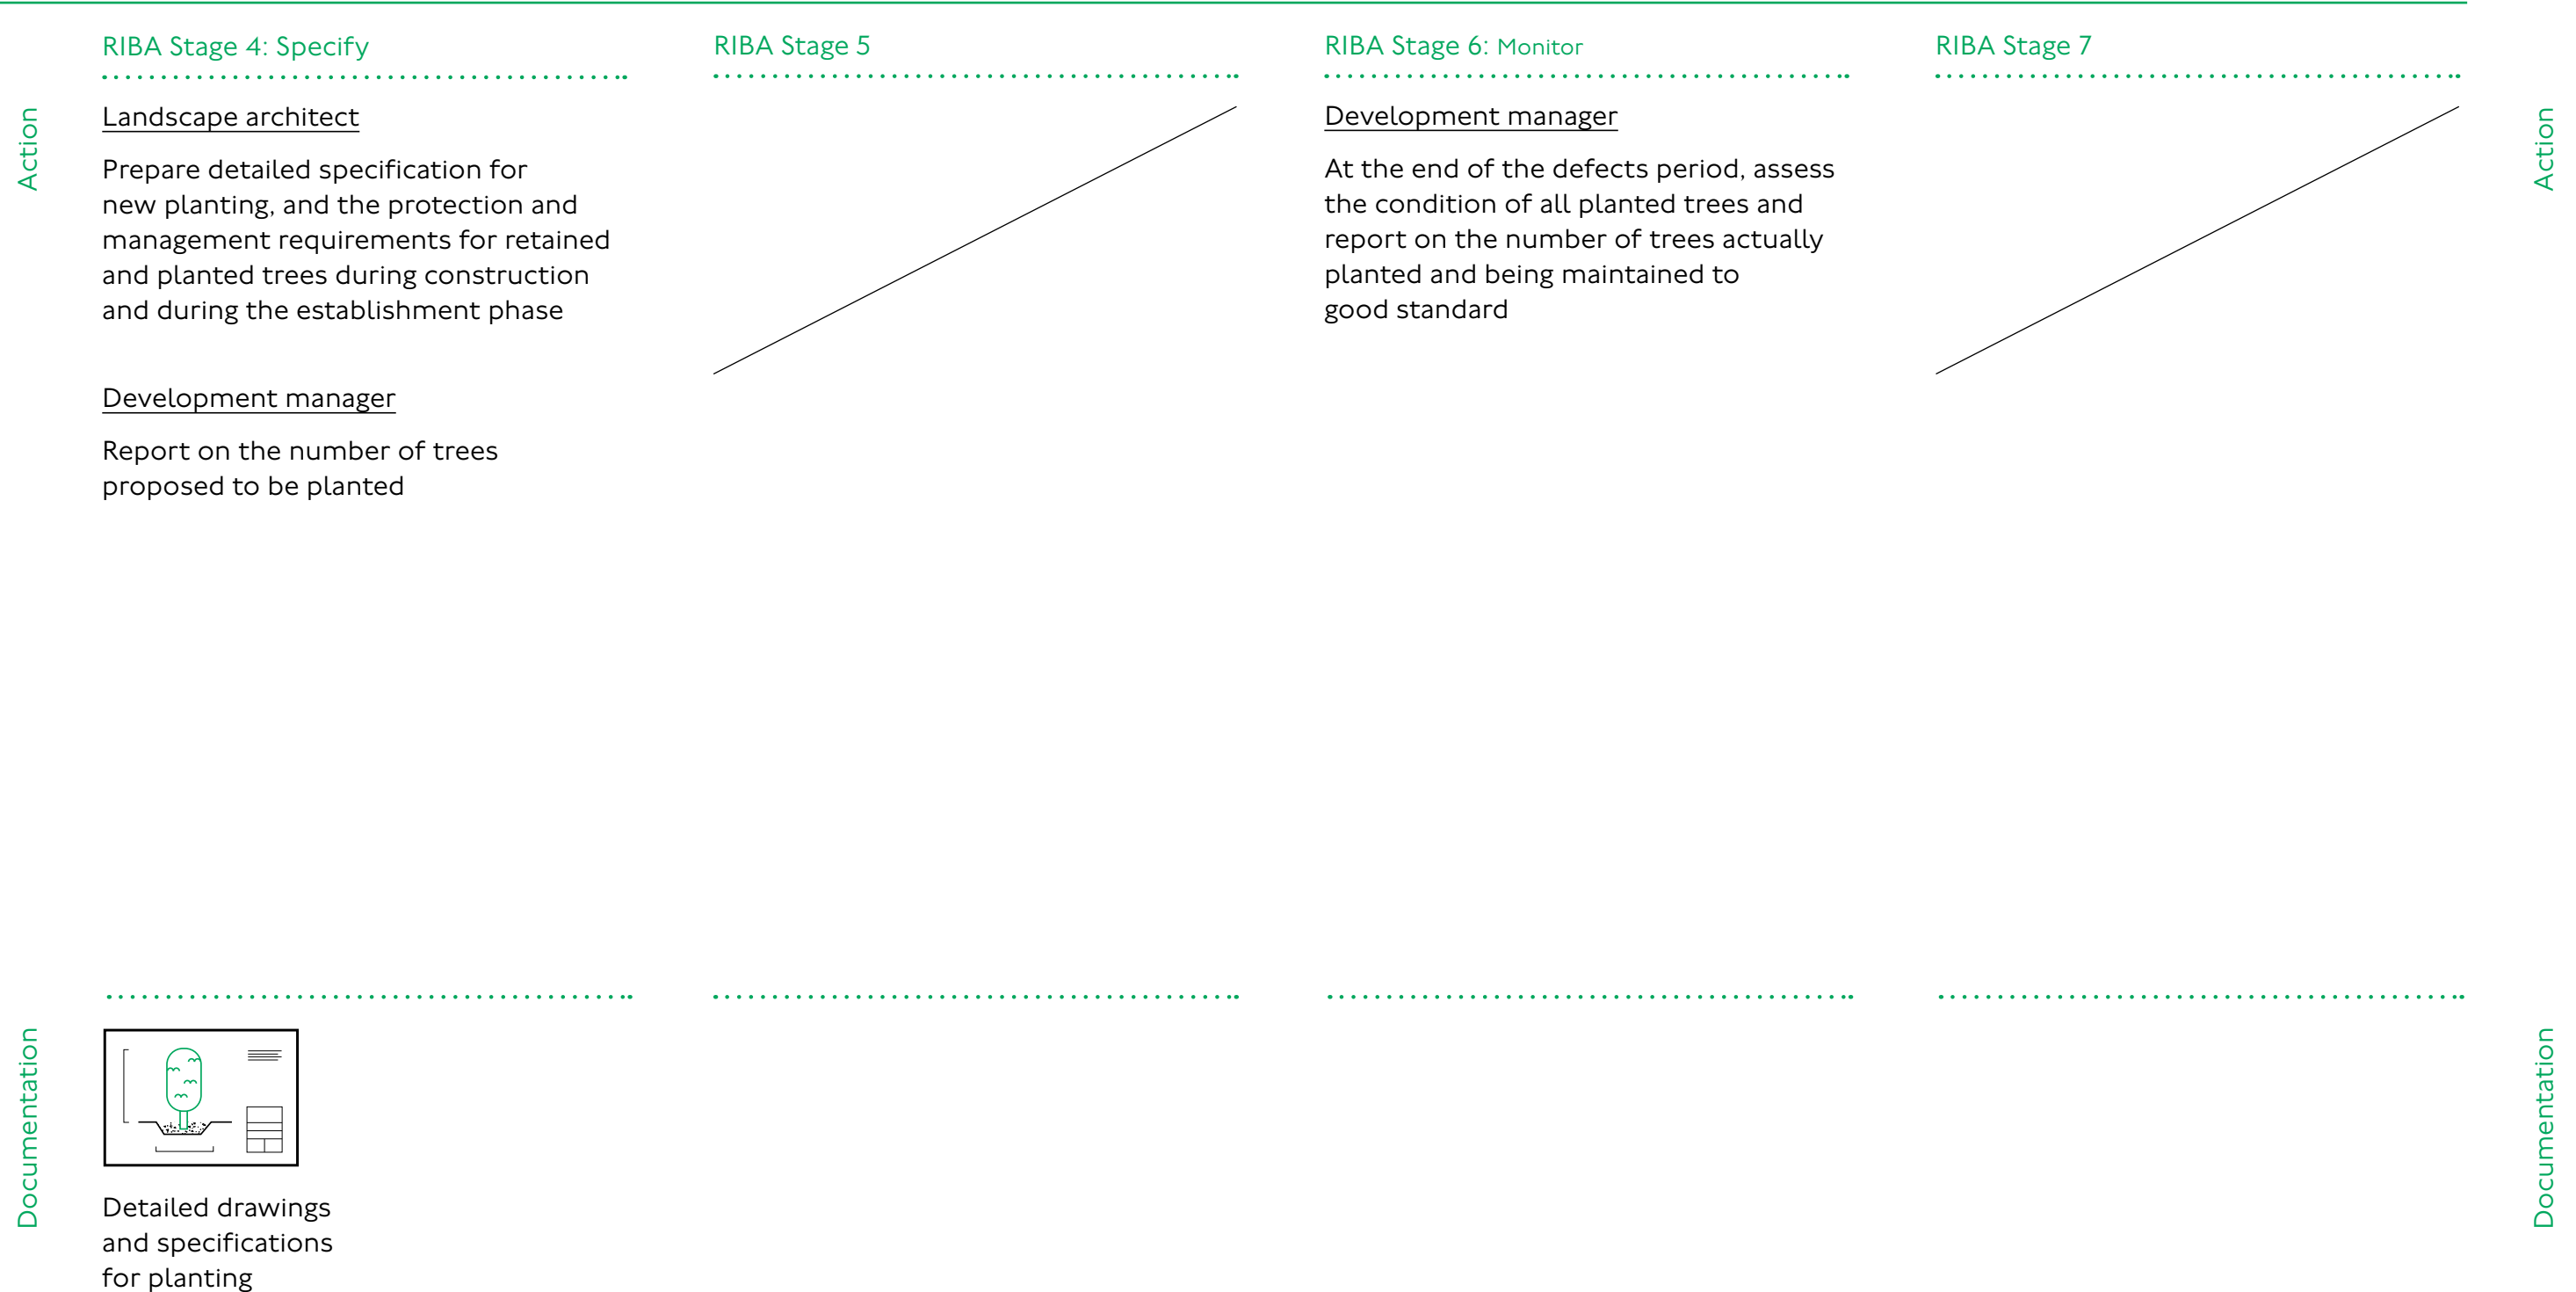 RIBA Stage 4: Specify
Action
Landscape architect
Prepare detailed specification for
new planting, and the protection and
management requirements for retained
and planted trees during construction
and during the establishment phase
Development manager
Report on the number of trees
proposed to be planted
RIBA Stage 5
RIBA Stage 6: Monitor
Development manager
At the end of the defects period, assess
the condition of all planted trees and
report on the number of trees actually
planted and being maintained to
good standard
RIBA Stage 7
Action
Documentation
Detailed drawings
and specifications
for planting
Documentation